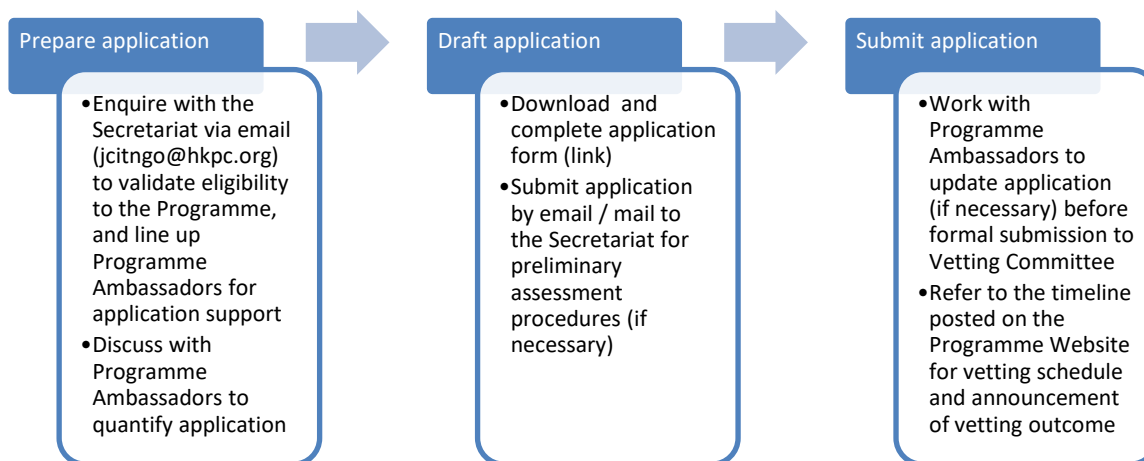 Prepare application
•Enquire with the
Secretariat via email
(jcitngo@hkpc.org)
to validate eligibility
to the Programme,
and line up
Programme
Ambassadors for
application support
•Discuss with
Programme
Ambassadors to
quantify application
Draft application
•Download and
complete application
form (link)
•Submit application
by email / mail to
the Secretariat for
preliminary
assessment
procedures (if
necessary)
Submit application
•Work with
Programme
Ambassadors to
update application
(if necessary) before
formal submission to
Vetting Committee
•Refer to the timeline
posted on the
Programme Website
for vetting schedule
and announcement
of vetting outcome